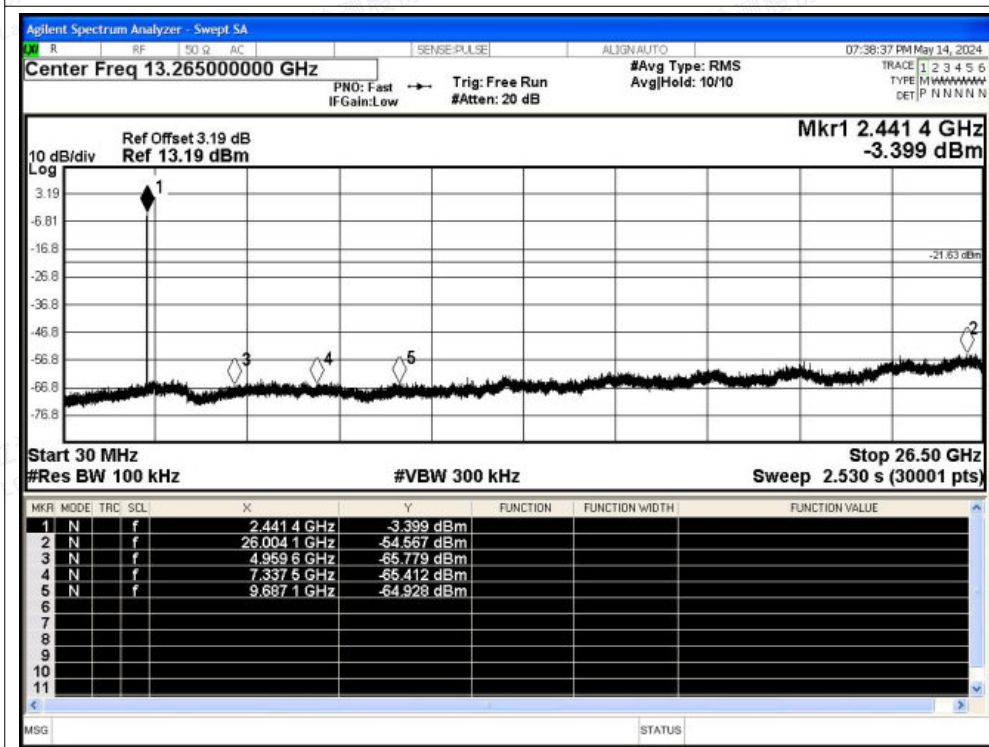 Agilent Spectrum Analyzer - Swept SA
LXI R RF 50 Ω AC SENSE:PULSE ALIGN AUTO 07:38:37 PM May 14, 2024
Center Freq 13.265000000 GHz
PNO: Fast
IFGain:Low
Trig: Free Run
#Atten: 20 dB
#Avg Type: RMS
Avg|Hold: 10/10
TRACE 1 2 3 4 5 6
TYPE M
DET P N N N N N
Mkr1 2.441 4 GHz
-3.399 dBm
Ref Offset 3.19 dB
10 dB/div Ref 13.19 dBm
Log
3.19
1
-6.81
-16.8
-21.63 dBm
-26.8
-36.8
-46.8
2
-56.8
3 4 5
-66.8
-76.8
Start 30 MHz Stop 26.50 GHz
#Res BW 100 kHz #VBW 300 kHz Sweep 2.530 s (30001 pts)
MKR MODE TRC SCL X Y FUNCTION FUNCTION WIDTH FUNCTION VALUE
1 N f 2.441 4 GHz -3.399 dBm
2 N f 26.004 1 GHz -54.567 dBm
3 N f 4.959 6 GHz -65.779 dBm
4 N f 7.337 5 GHz -65.412 dBm
5 N f 9.687 1 GHz -64.928 dBm
6
7
8
9
10
11
MSG STATUS